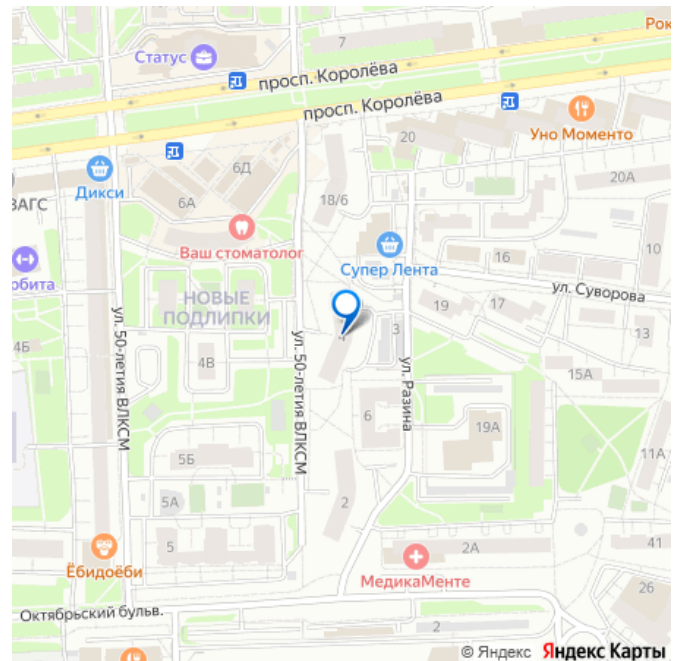 Рок
7
Статус
просп. Королёва
просп. Королёва
Уно Моменто
20
6Д
20А
Дикси
6А
18/6
ЗАГС
Ваш стоматолог
Супер Лента
16
10
рбита
ул. Суворова
НОВЫЕ
ПОДЛИПКИ
19
17
13
4
3
4Б
4В
ул. 50-летия ВЛКСМ
ул. 50-летия ВЛКСМ
ул. Разина
15А
6
19А
11А
5Б
5А
2
5
2А
41
Ёбидоёби
МедикаМенте
26
Октябрьский бульв.
2
© Яндекс Яндекс Карты